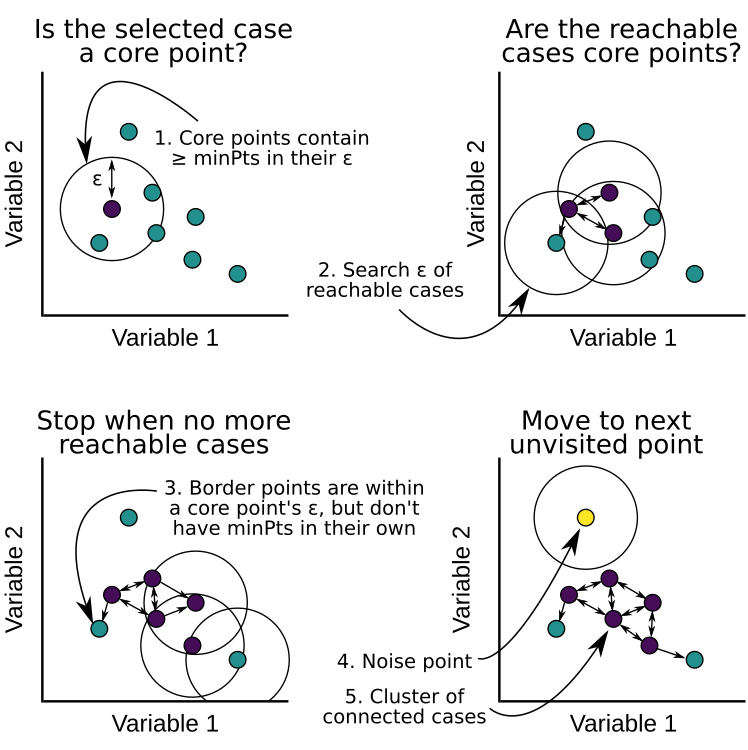 Is the selected case
a core point?
1. Core points contain
≥ minPts in their ε
ε
Variable 2
Variable 1
Are the reachable
cases core points?
2. Search ε of
reachable cases
Variable 2
Variable 1
Stop when no more
reachable cases
3. Border points are within
a core point's ε, but don't
have minPts in their own
Variable 2
Variable 1
Move to next
unvisited point
4. Noise point
5. Cluster of
connected cases
Variable 2
Variable 1